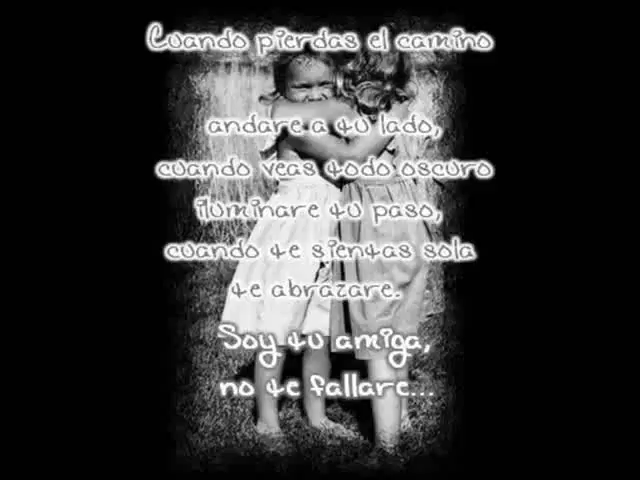 Cuando pierdas el camino
andare a tu lado,
cuando veas todo oscuro
iluminare tu paso,
cuando te sientas sola
te abrazare.
Soy tu amiga,
no te fallare...